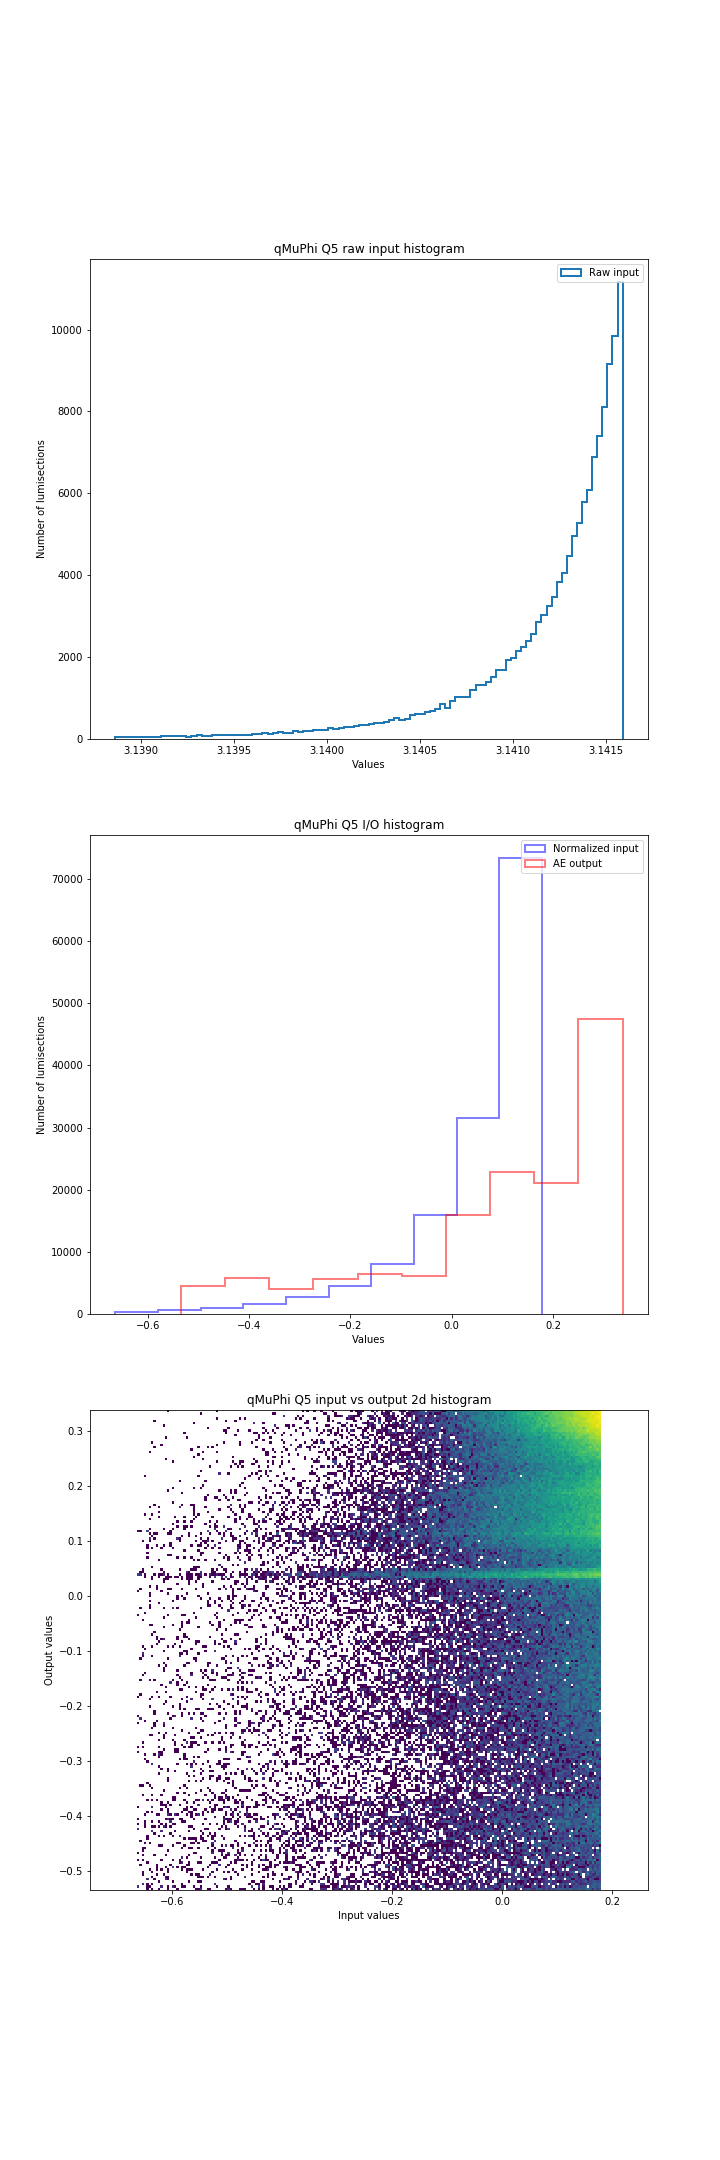 qMuPhi Q5 raw input histogram
Raw input
10000
8000
6000
4000
2000
0
Number of lumisections
3.1390 3.1395 3.1400 3.1405 3.1410 3.1415
Values
qMuPhi Q5 I/O histogram
Normalized input
AE output
70000
60000
50000
40000
30000
20000
10000
0
Number of lumisections
−0.6 −0.4 −0.2 0.0 0.2
Values
qMuPhi Q5 input vs output 2d histogram
0.3
0.2
0.1
0.0
−0.1
−0.2
−0.3
−0.4
−0.5
Output values
−0.6 −0.4 −0.2 0.0 0.2
Input values